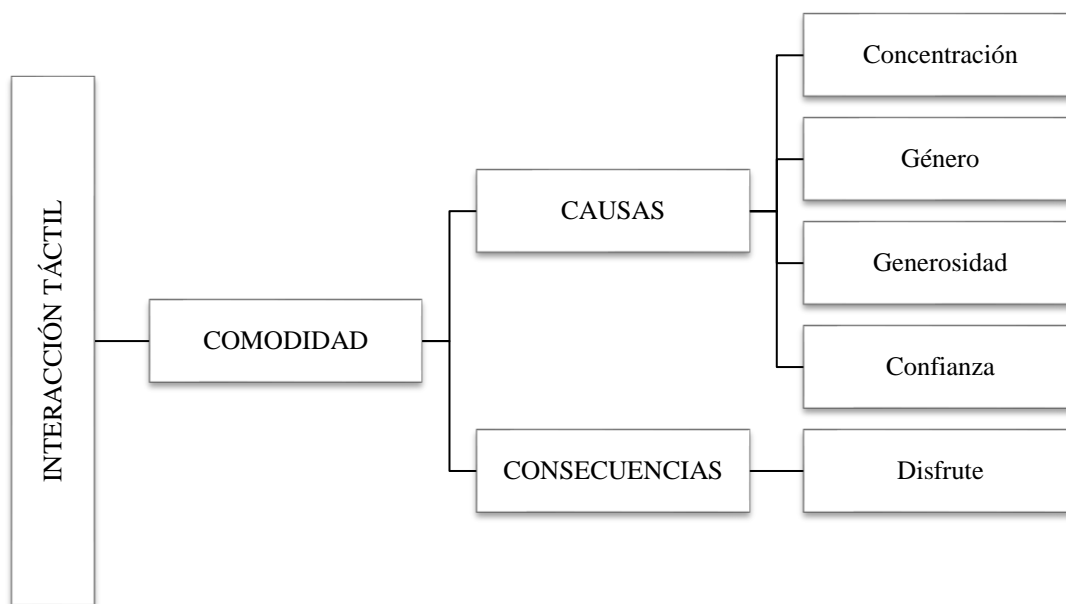 INTERACCIÓN TÁCTIL
COMODIDAD
CAUSAS
Concentración
Género
Generosidad
Confianza
CONSECUENCIAS
Disfrute